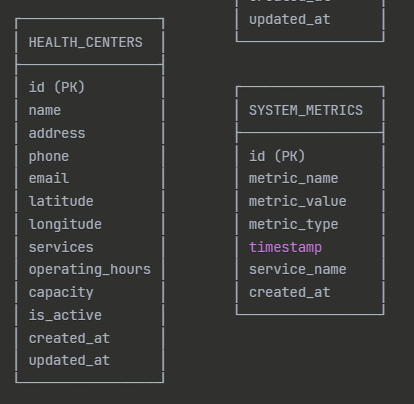 HEALTH_CENTERS
id (PK)
name
address
phone
email
latitude
longitude
services
operating_hours
capacity
is_active
created_at
updated_at
updated_at
SYSTEM_METRICS
id (PK)
metric_name
metric_value
metric_type
timestamp
service_name
created_at